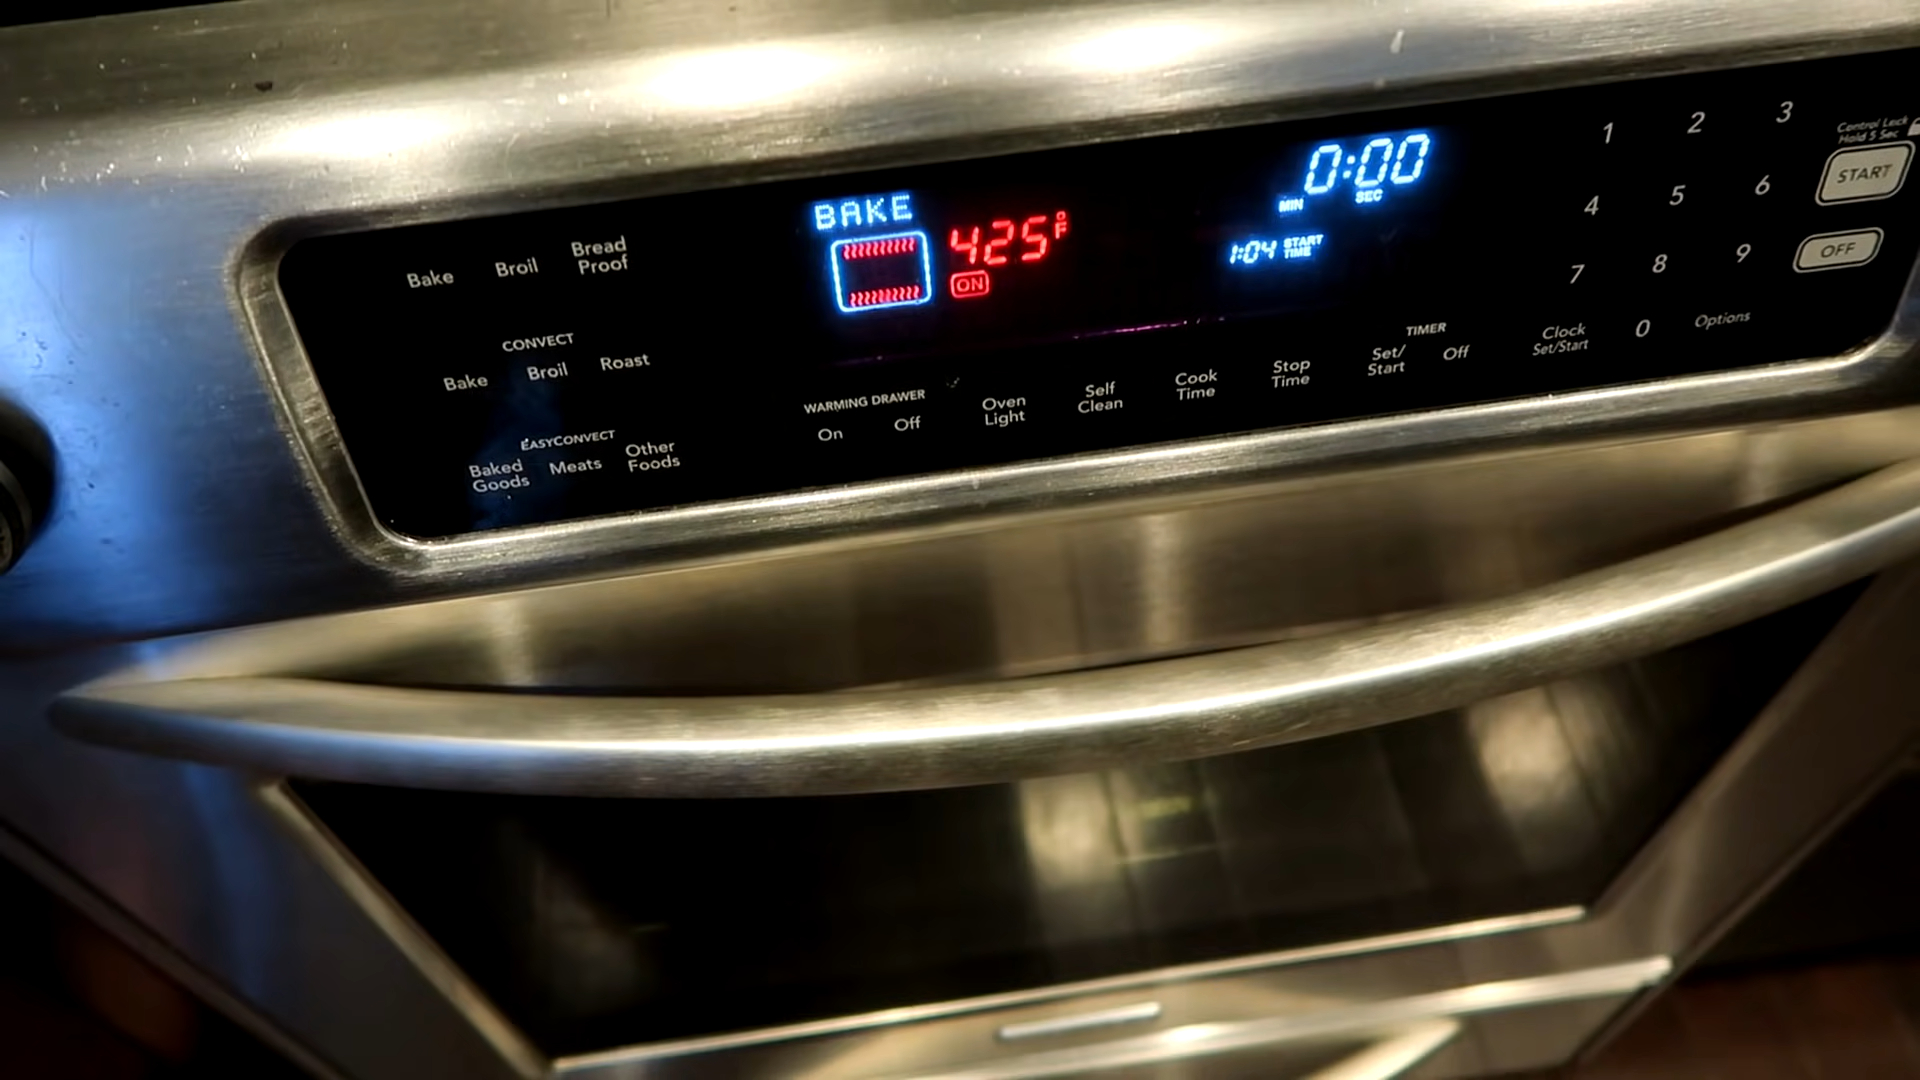 Bake
Broil
Bread
Proof
CONVECT
Bake
Broil
Roast
EASYCONVECT
Baked
Goods
Meats
Other
Foods
BAKE
425°F
ON
0:00
MIN
SEC
1:04 START
TIME
WARMING DRAWER
On
Off
Oven
Light
Self
Clean
Cook
Time
Stop
Time
TIMER
Set/
Start
Off
1 2 3
4 5 6
7 8 9
Clock
Set/Start
0
Options
Control Lock
Hold 5 Sec
START
OFF